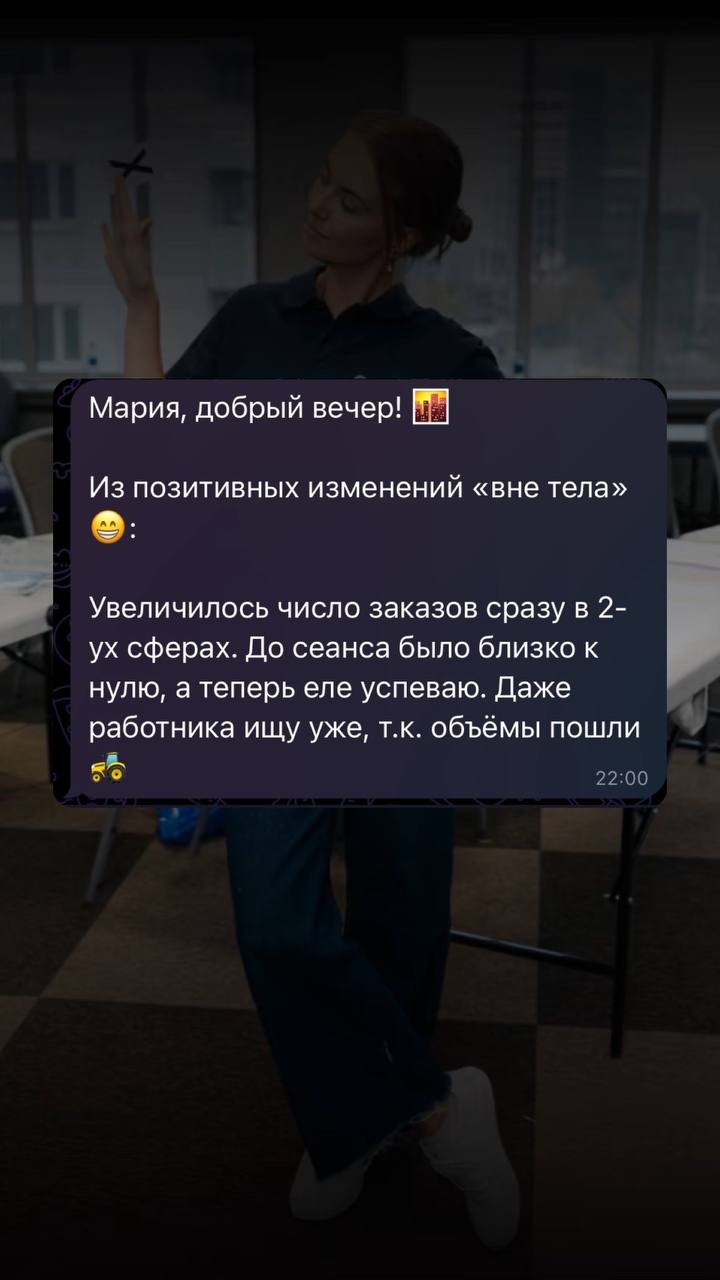 Мария, добрый вечер! 🌇
Из позитивных изменений «вне тела»
😁:
Увеличилось число заказов сразу в 2-
ух сферах. До сеанса было близко к
нулю, а теперь еле успеваю. Даже
работника ищу уже, т.к. объёмы пошли
🚜
22:00